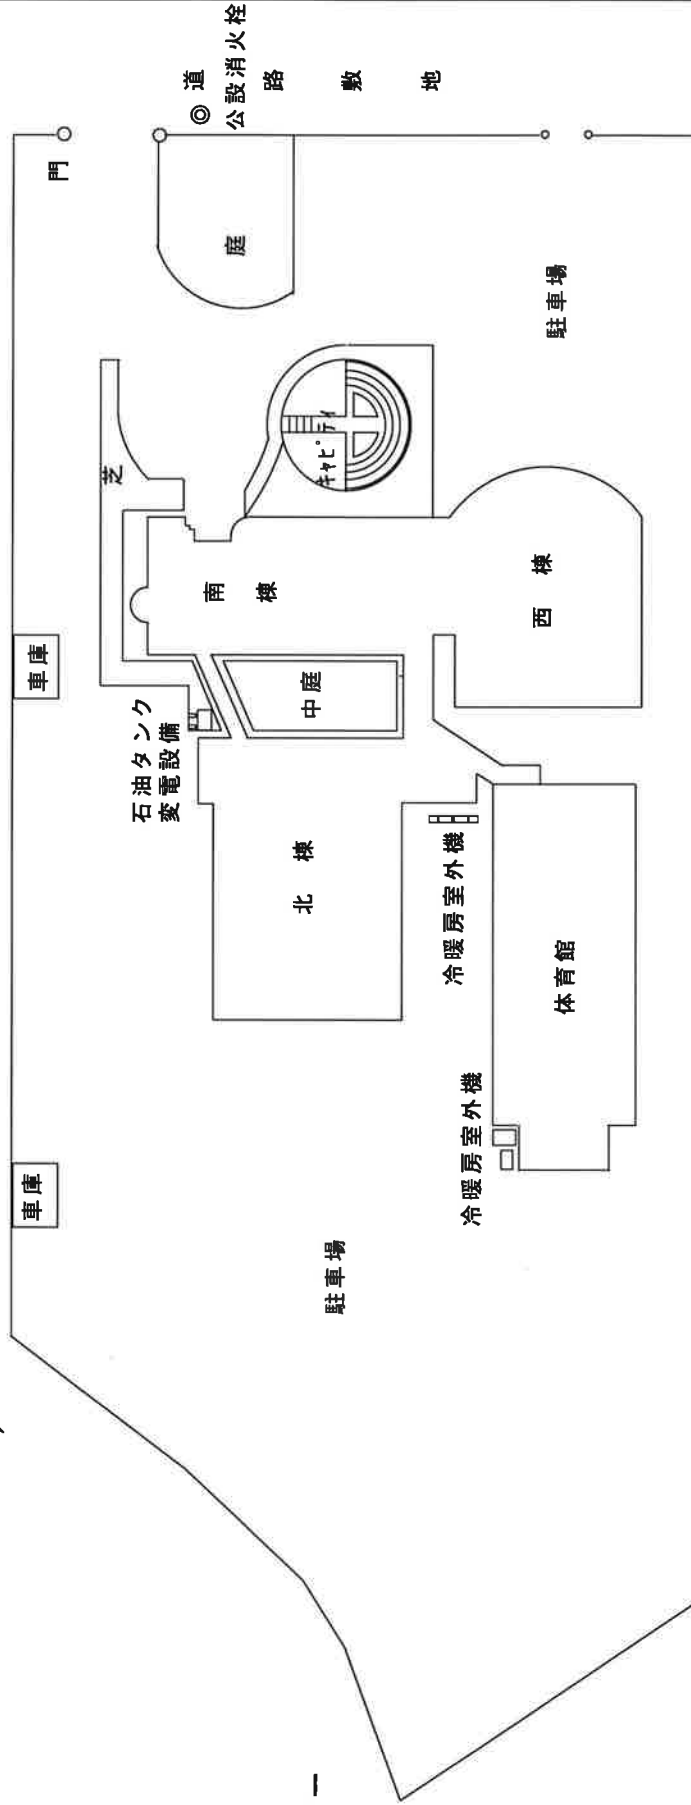 車庫
車庫
門
芝
石油タンク
変電設備
◎
公設消火栓
道路敷地
南棟
庭
北棟
中庭
キャピティ
駐車場
冷暖房室外機
冷暖房室外機
西棟
駐車場
体育館